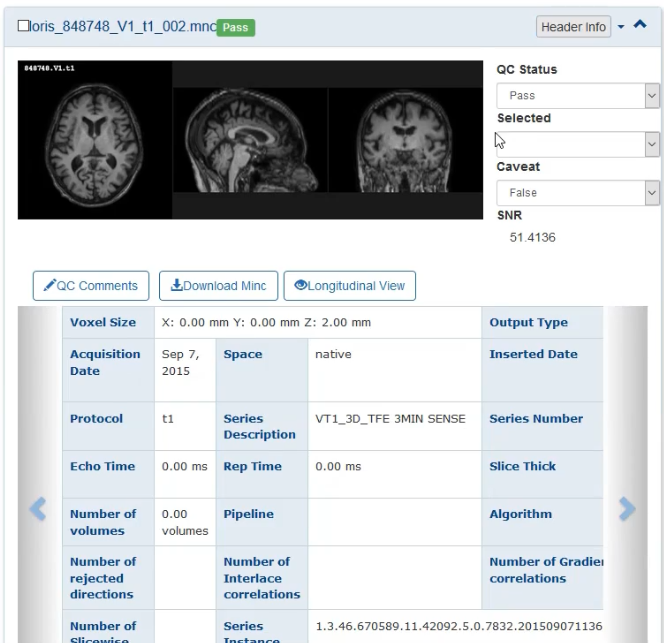 loris_848748_V1_t1_002.mnc Pass Header Info
848748.V1.t1
QC Status
Pass
Selected
Caveat
False
SNR
51.4136
QC Comments Download Minc Longitudinal View
Voxel Size X: 0.00 mm Y: 0.00 mm Z: 2.00 mm Output Type
Acquisition Date Sep 7, 2015 Space native Inserted Date
Protocol t1 Series Description VT1_3D_TFE 3MIN SENSE Series Number
Echo Time 0.00 ms Rep Time 0.00 ms Slice Thick
Number of volumes 0.00 volumes Pipeline Algorithm
Number of rejected directions Number of Interlace correlations Number of Gradien correlations
Number of Slicewise Series Instance 1.3.46.670589.11.42092.5.0.7832.201509071136